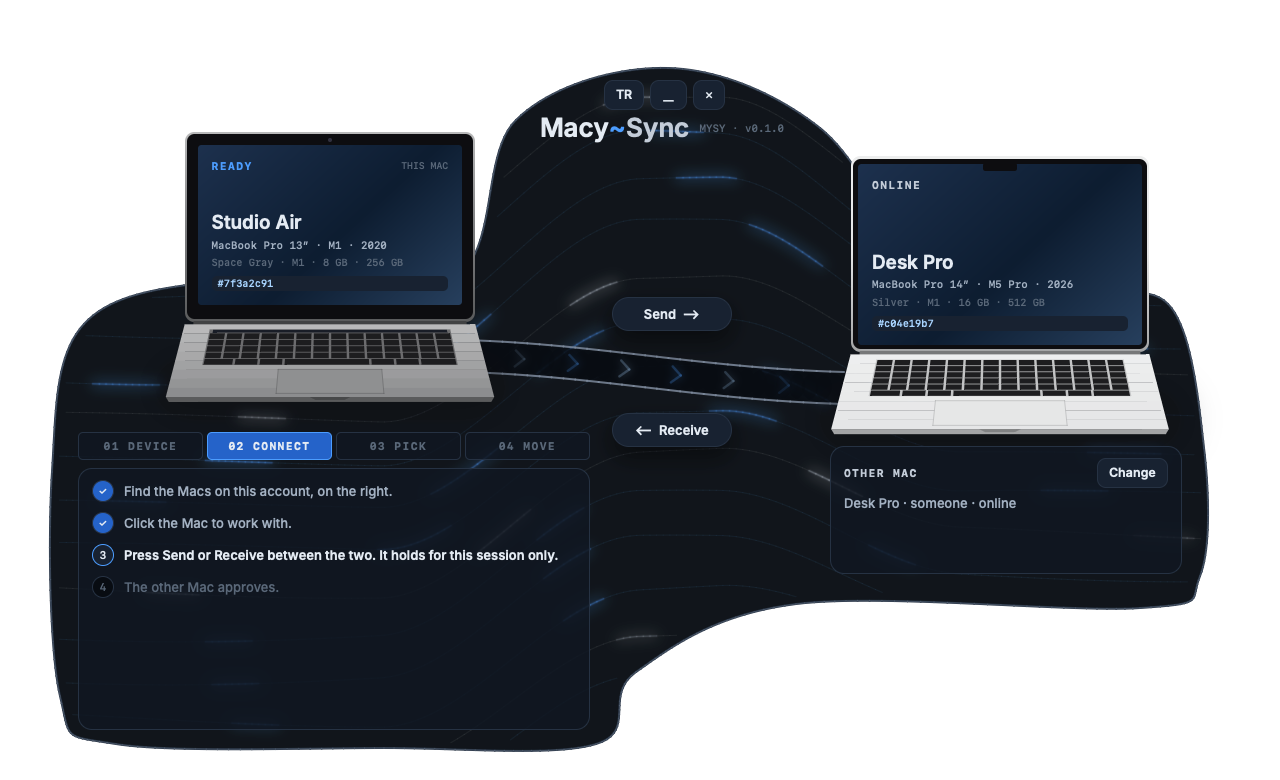 TR _ ×
Macy~Sync MYSY · v0.1.0
READY THIS MAC
Studio Air
MacBook Pro 13″ · M1 · 2020
Space Gray · M1 · 8 GB · 256 GB
#7f3a2c91
ONLINE
Desk Pro
MacBook Pro 14″ · M5 Pro · 2026
Silver · M1 · 16 GB · 512 GB
#c04e19b7
Send →
← Receive
01 DEVICE 02 CONNECT 03 PICK 04 MOVE
Find the Macs on this account, on the right.
Click the Mac to work with.
3 Press Send or Receive between the two. It holds for this session only.
4 The other Mac approves.
OTHER MAC Change
Desk Pro · someone · online